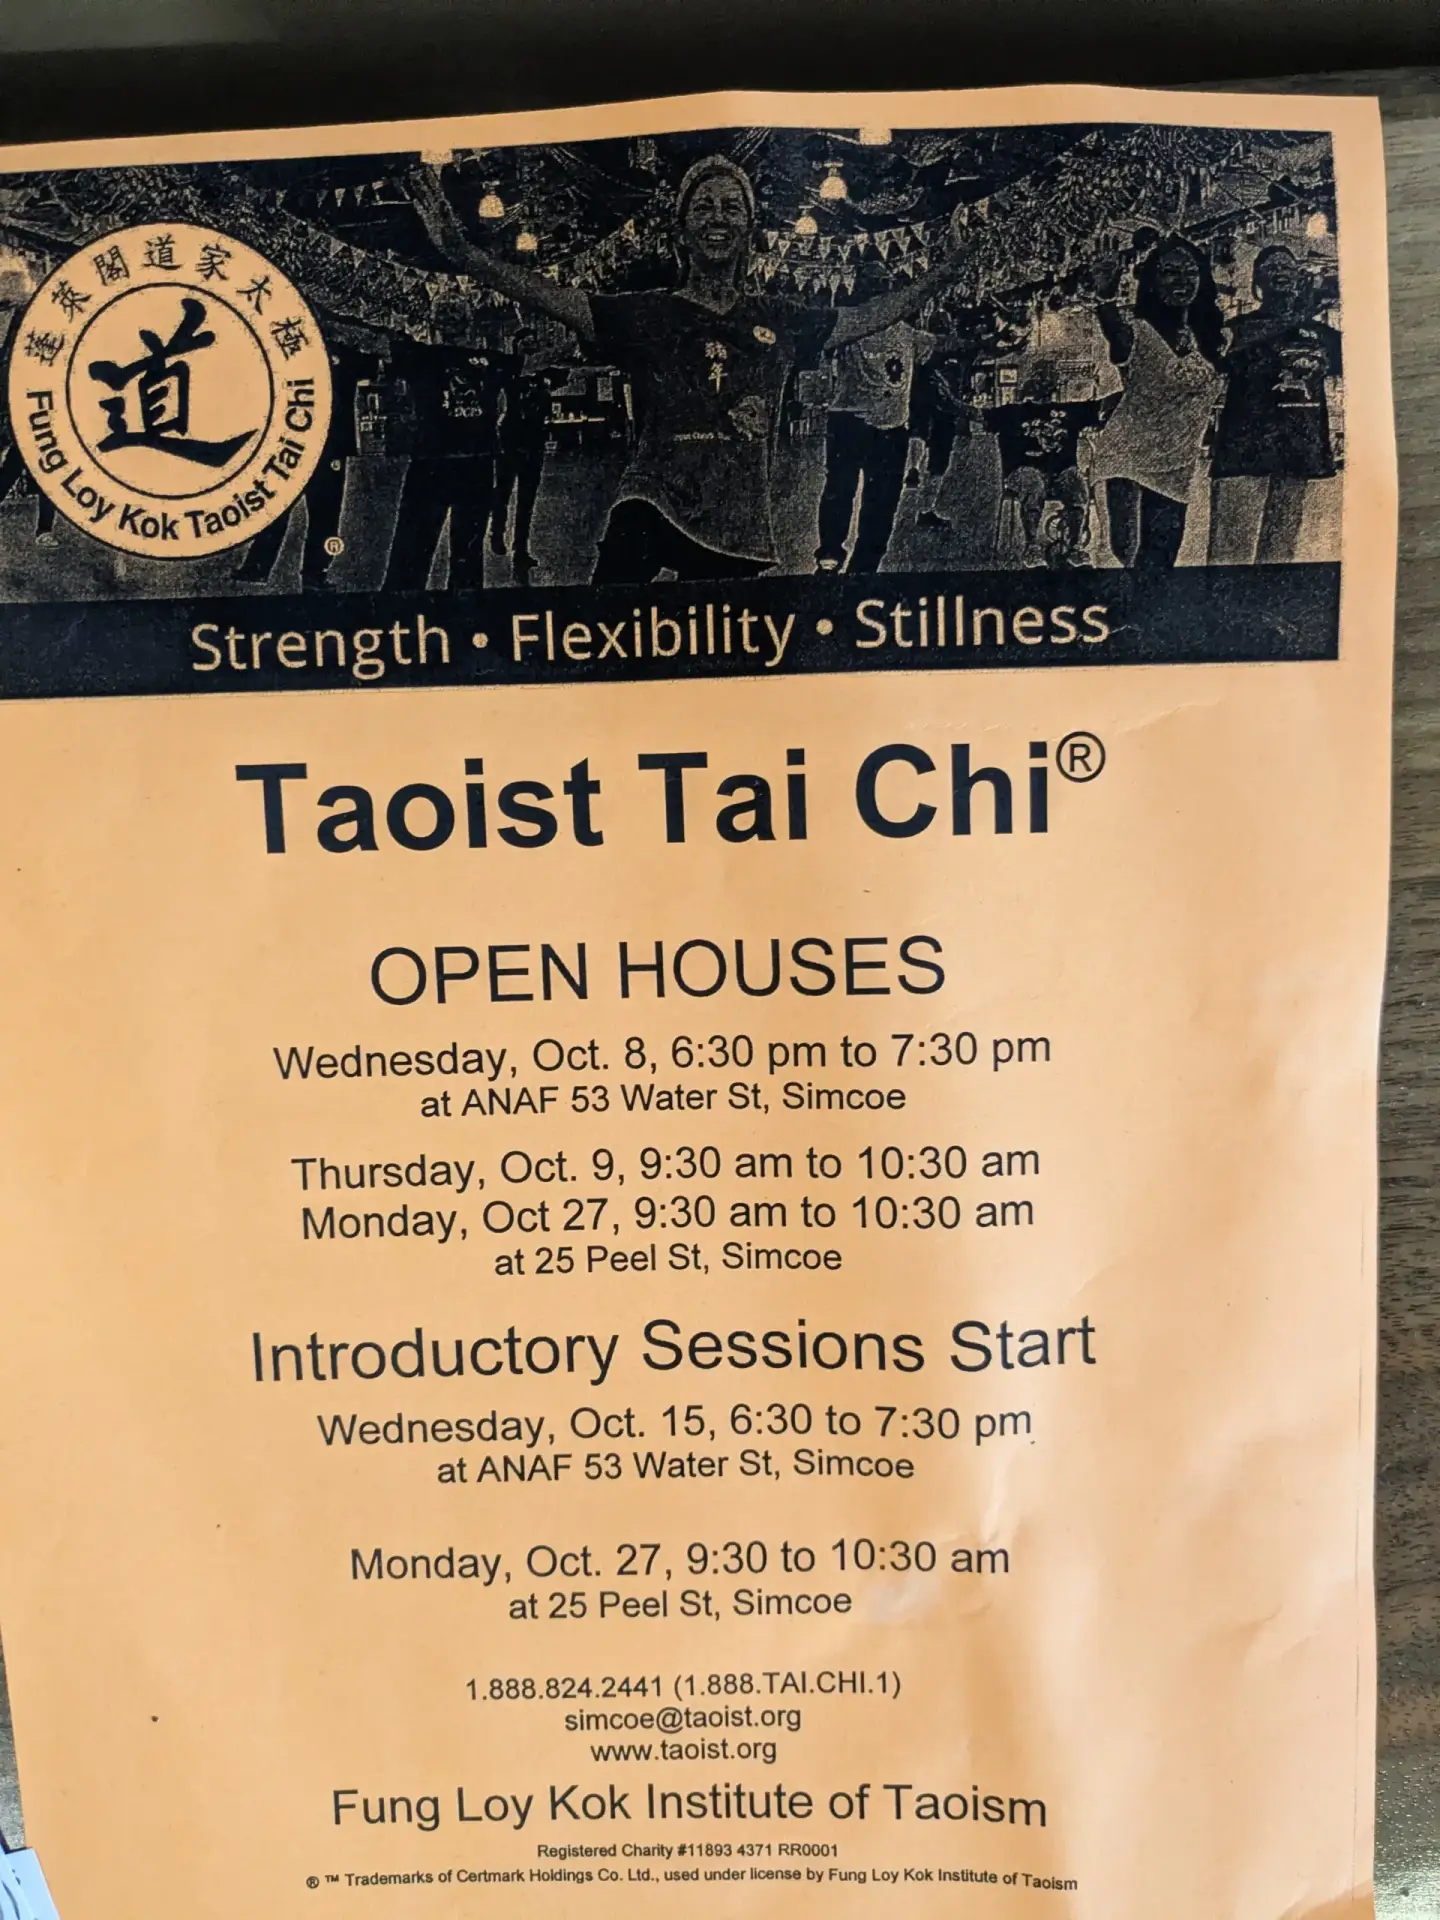 蓬萊閣道家太極
道
Fung Loy Kok Taoist Tai Chi
®
Strength • Flexibility • Stillness
Taoist Tai Chi®
OPEN HOUSES
Wednesday, Oct. 8, 6:30 pm to 7:30 pm
at ANAF 53 Water St, Simcoe
Thursday, Oct. 9, 9:30 am to 10:30 am
Monday, Oct 27, 9:30 am to 10:30 am
at 25 Peel St, Simcoe
Introductory Sessions Start
Wednesday, Oct. 15, 6:30 to 7:30 pm
at ANAF 53 Water St, Simcoe
Monday, Oct. 27, 9:30 to 10:30 am
at 25 Peel St, Simcoe
1.888.824.2441 (1.888.TAI.CHI.1)
simcoe@taoist.org
www.taoist.org
Fung Loy Kok Institute of Taoism
Registered Charity #11893 4371 RR0001
® ™ Trademarks of Certmark Holdings Co. Ltd., used under license by Fung Loy Kok Institute of Taoism